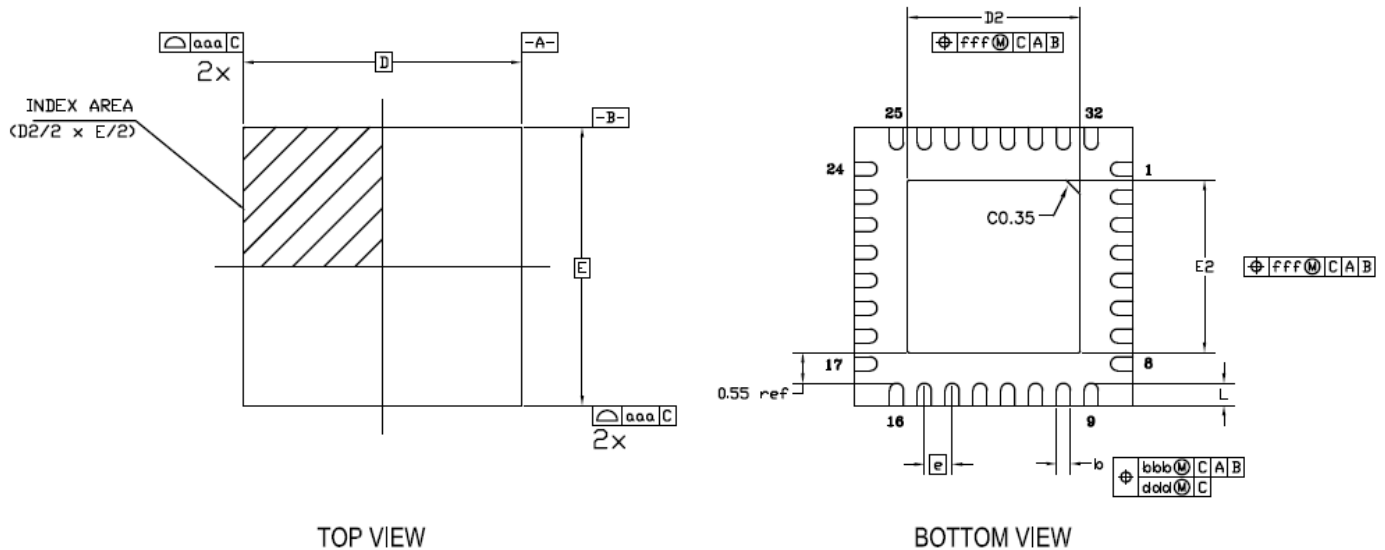 aaa C
2x
D
-A-
INDEX AREA
(D2/2 x E/2)
-B-
E
aaa C
2x
TOP VIEW
D2
fff Ⓜ C A B
25
32
24
1
C0.35
E2
fff Ⓜ C A B
17
8
0.55 ref
L
16
9
e
b
bbb Ⓜ C A B
ddd Ⓜ C
BOTTOM VIEW